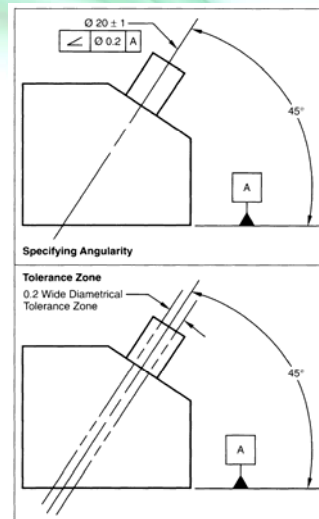 Ø 20 ± 1
∠ Ø 0.2 A
45°
A
Specifying Angularity
Tolerance Zone
0.2 Wide Diametrical
Tolerance Zone
45°
A